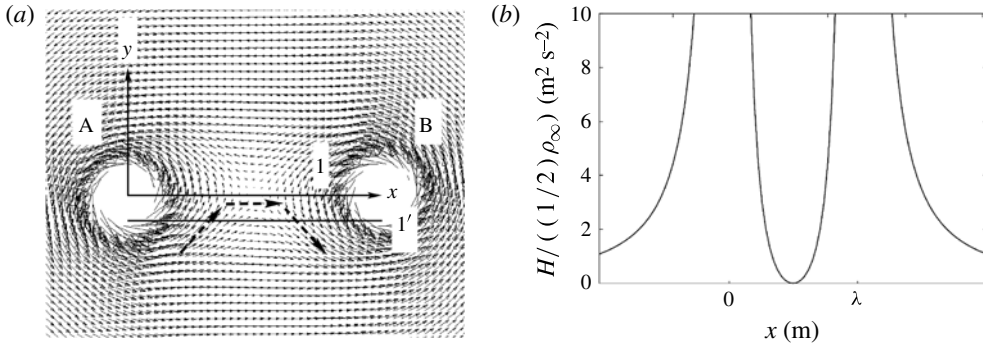 (a)
y
A
B
1
x
1′
(b)
H/((1/2)ρ∞) (m² s⁻²)
10
8
6
4
2
0
0
λ
x (m)